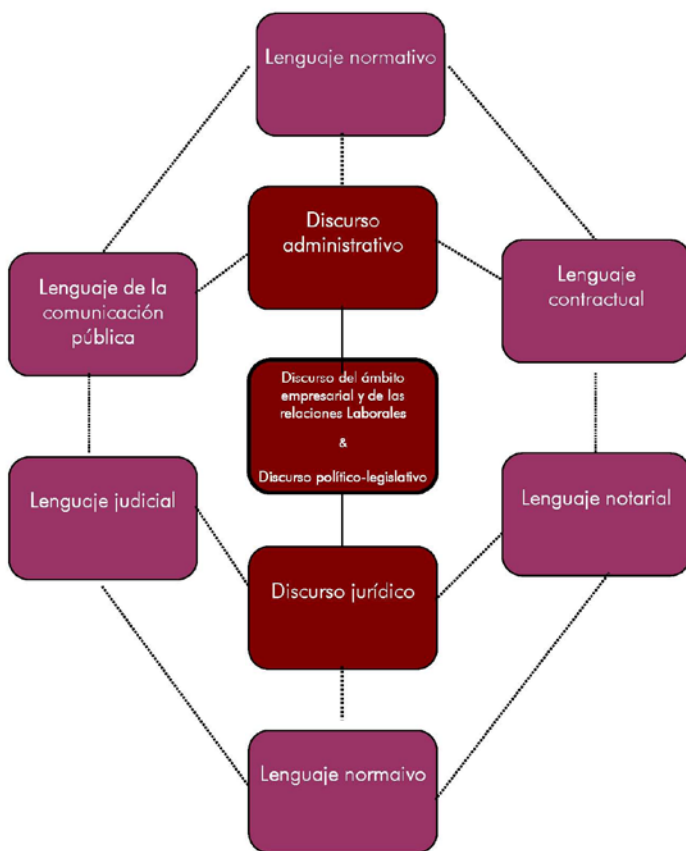 Lenguaje normativo
Discurso
administrativo
Lenguaje de la
comunicación
pública
Lenguaje
contractual
Discurso del ámbito
empresarial y de las
relaciones Laborales
&
Discurso político-legislativo
Lenguaje judicial
Lenguaje notarial
Discurso jurídico
Lenguaje normaivo